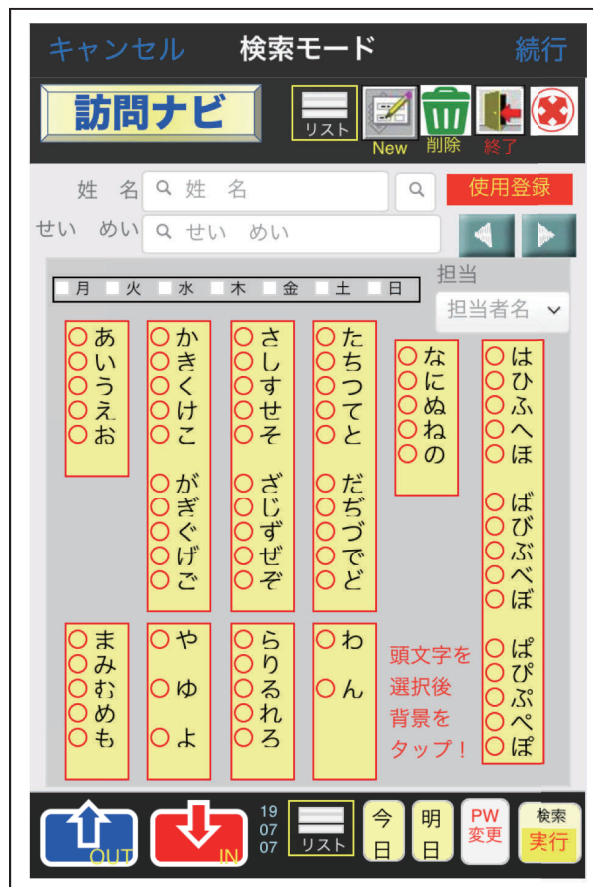 キャンセル 検索モード 続行
訪問ナビ
リスト
New
削除
終了
姓 名
姓 名
使用登録
せい めい
せい めい
担当
担当者名
月 火 水 木 金 土 日
あ
い
う
え
お
か
き
く
け
こ
が
ぎ
ぐ
げ
ご
さ
し
す
せ
そ
ざ
じ
ず
ぜ
ぞ
た
ち
つ
て
と
だ
ぢ
づ
で
ど
な
に
ぬ
ね
の
は
ひ
ふ
へ
ほ
ば
び
ぶ
べ
ぼ
ぱ
ぴ
ぷ
ぺ
ぽ
ま
み
む
め
も
や
ゆ
よ
ら
り
る
れ
ろ
わ
ん
頭文字を
選択後
背景を
タップ！
OUT
IN
19
07
07
リスト
今
日
明
日
PW
変更
検索
実行